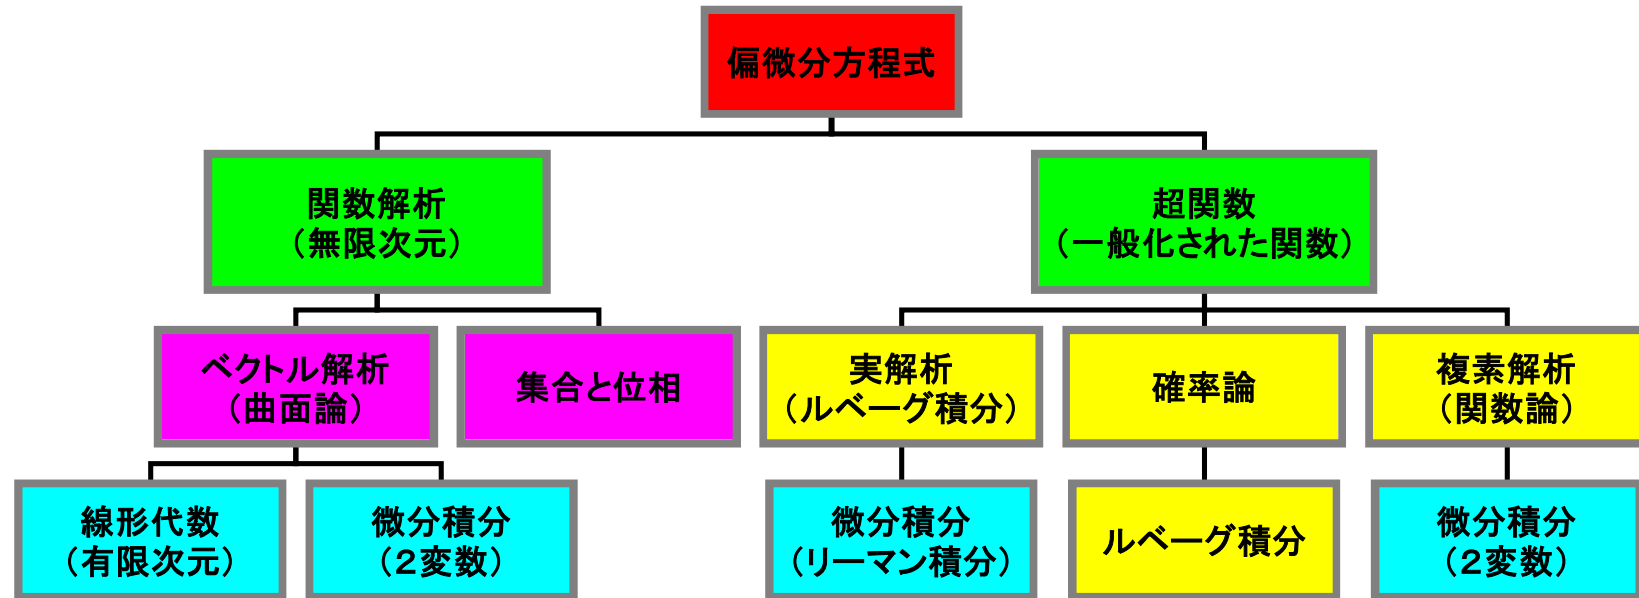 偏微分方程式
関数解析
（無限次元）
超関数
（一般化された関数）
ベクトル解析
（曲面論）
集合と位相
実解析
（ルベーグ積分）
確率論
複素解析
（関数論）
線形代数
（有限次元）
微分積分
（２変数）
微分積分
（リーマン積分）
ルベーグ積分
微分積分
（２変数）